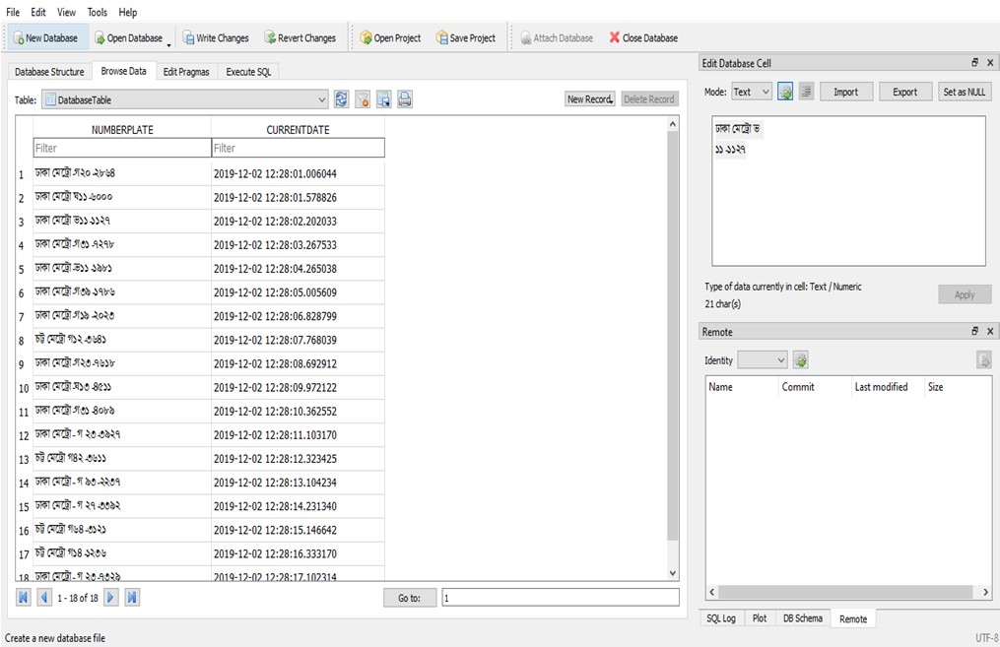 File Edit View Tools Help
New Database Open Database Write Changes Revert Changes Open Project Save Project Attach Database Close Database
Database Structure Browse Data Edit Pragmas Execute SQL
Table: DatabaseTable New Record Delete Record
NUMBERPLATE CURRENTDATE
Filter Filter
1 ঢাকা মেট্রো .গ২০ -২৮৬৪ 2019-12-02 12:28:01.006044
2 ঢাকা মেট্রো ঘ১১ -৬০০০ 2019-12-02 12:28:01.578826
3 ঢাকা মেট্রো ভ১১ -১১২৭ 2019-12-02 12:28:02.202033
4 ঢাকা মেট্রো .গ৩১ -৭২৭৮ 2019-12-02 12:28:03.267533
5 ঢাকা মেট্রো -ভ১১ -১৯৮১ 2019-12-02 12:28:04.265038
6 ঢাকা মেট্রো .গ৩৯ -১৭৮৬ 2019-12-02 12:28:05.005609
7 ঢাকা মেট্রো .গ১৯ -২০২৩ 2019-12-02 12:28:06.828799
8 চট্ট মেট্রো গ১২ -৩৬৪১ 2019-12-02 12:28:07.768039
9 ঢাকা মেট্রো .গ২৩ -৭৬১৮ 2019-12-02 12:28:08.692912
10 ঢাকা মেট্রো .ঘ১৩ -৪৫১১ 2019-12-02 12:28:09.972122
11 ঢাকা মেট্রো .গ৩১ -৪০৮৯ 2019-12-02 12:28:10.362552
12 ঢাকা মেট্রো - গ ২৩ -৩৯২৭ 2019-12-02 12:28:11.103170
13 চট্ট মেট্রো গ৪২ -৩৬১১ 2019-12-02 12:28:12.323425
14 ঢাকা মেট্রো - গ ৯৩ -২২৩৭ 2019-12-02 12:28:13.104234
15 ঢাকা মেট্রো - গ ২৭ -৩৩৯২ 2019-12-02 12:28:14.231340
16 চট্ট মেট্রো গ৬৪ -৩১২১ 2019-12-02 12:28:15.146642
17 চট্ট মেট্রো গ১৪ -১২৩৬ 2019-12-02 12:28:16.333170
18 ঢাকা মেট্রো - গ ২৩ -৭৩২৯ 2019-12-02 12:28:17.102314
1 - 18 of 18 Go to: 1
Edit Database Cell
Mode: Text Import Export Set as NULL
ঢাকা মেট্রো ভ
১১ -১১২৭
Type of data currently in cell: Text / Numeric
21 char(s)
Apply
Remote
Identity
Name Commit Last modified Size
SQL Log Plot DB Schema Remote
Create a new database file UTF-8